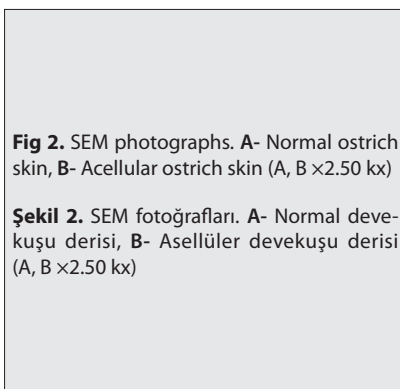 Fig 2. SEM photographs. A- Normal ostrich
skin, B- Acellular ostrich skin (A, B ×2.50 kx)
Şekil 2. SEM fotoğrafları. A- Normal deve-
kuşu derisi, B- Asellüler devekuşu derisi
(A, B ×2.50 kx)